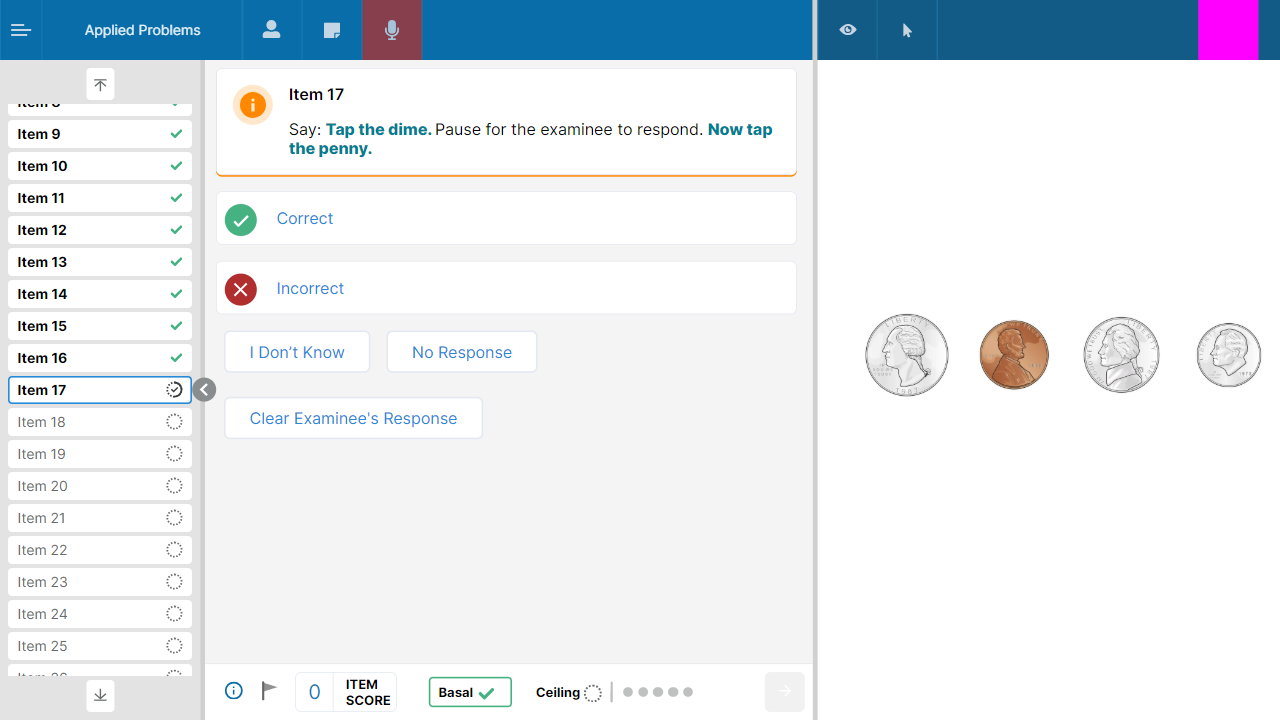 Applied Problems
Item 9
Item 10
Item 11
Item 12
Item 13
Item 14
Item 15
Item 16
Item 17
Item 18
Item 19
Item 20
Item 21
Item 22
Item 23
Item 24
Item 25
Item 17
Say: Tap the dime. Pause for the examinee to respond. Now tap
the penny.
Correct
Incorrect
I Don’t Know
No Response
Clear Examinee's Response
0
ITEM
SCORE
Basal
Ceiling
LIBERTY
1987
LIBERTY